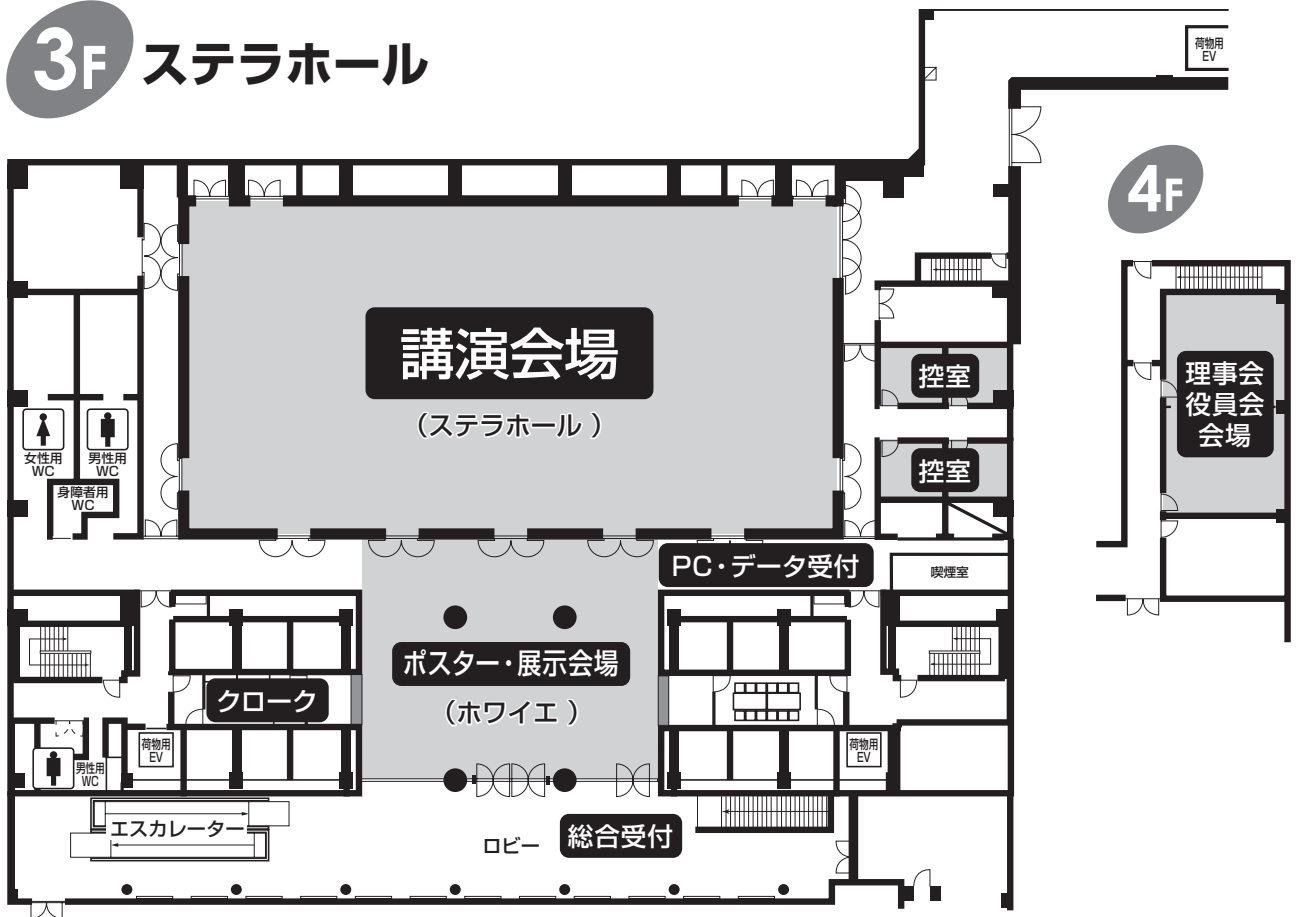 3F ステラホール
荷物用
EV
4F
講演会場
（ステラホール ）
控室
理事会
役員会
会場
女性用
WC
男性用
WC
身障者用
WC
控室
PC・データ受付
喫煙室
ポスター・展示会場
（ホワイエ ）
クローク
荷物用
EV
男性用
WC
荷物用
EV
エスカレーター
ロビー
総合受付